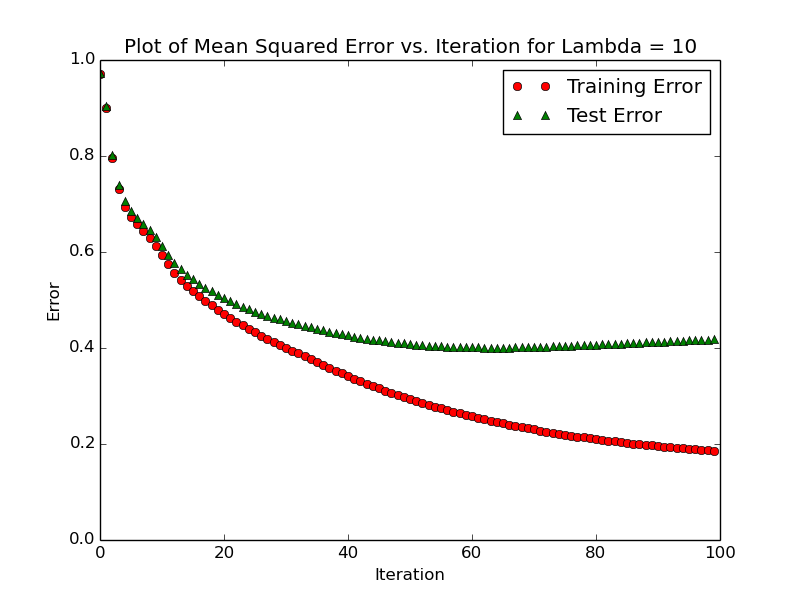 Plot of Mean Squared Error vs. Iteration for Lambda = 10
Training Error
Test Error
1.0
0.8
0.6
0.4
0.2
0.0
Error
0 20 40 60 80 100
Iteration